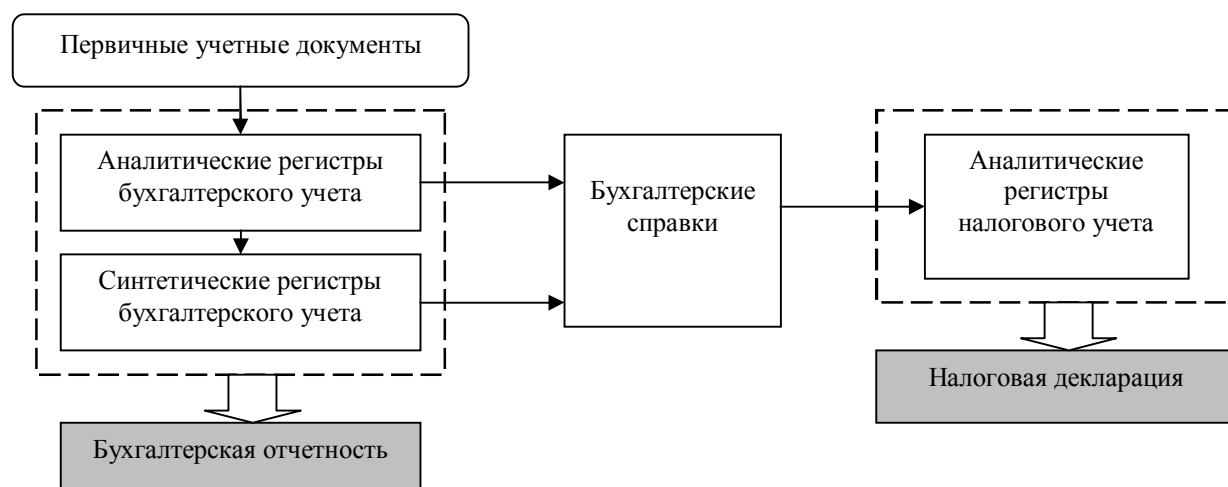 Первичные учетные документы
Аналитические регистры
бухгалтерского учета
Синтетические регистры
бухгалтерского учета
Бухгалтерская отчетность
Бухгалтерские
справки
Аналитические
регистры
налогового учета
Налоговая декларация